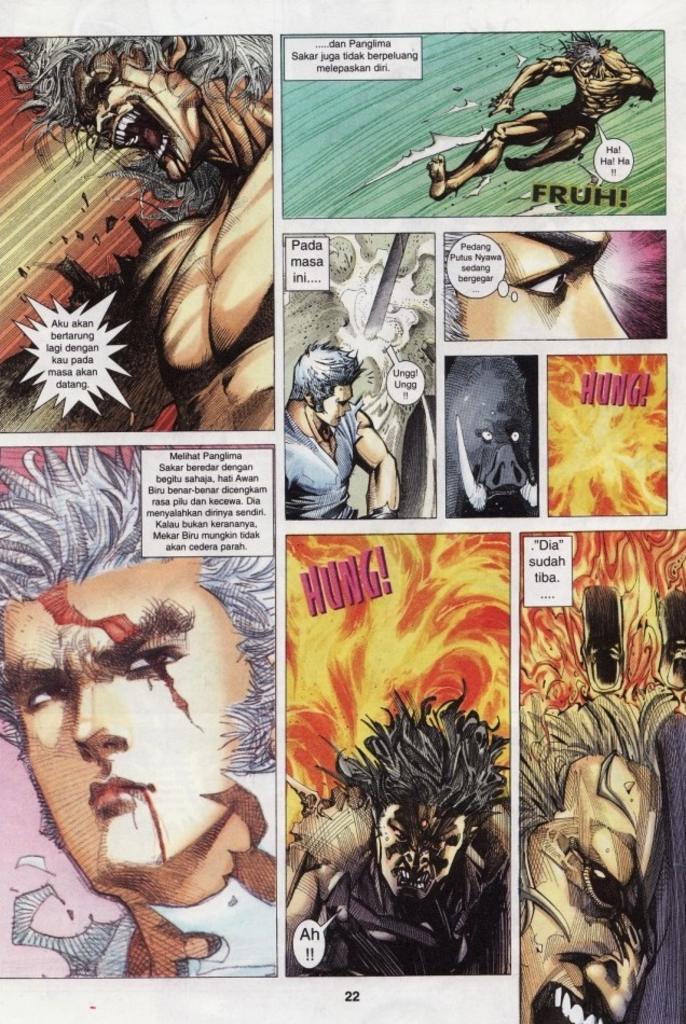 .....dan Panglima
Sakar juga tidak berpeluang
melepaskan diri.
Ha!
Ha! Ha
!!
FRUH!
Aku akan
bertarung
lagi dengan
kau pada
masa akan
datang.
Pada
masa
ini....
Ungg!
Ungg
!!
Pedang
Putus Nyawa
sedang
bergegar
...
HUNG!
Melihat Panglima
Sakar beredar dengan
begitu sahaja, hati Awan
Biru benar-benar dicengkam
rasa pilu dan kecewa. Dia
menyalahkan dirinya sendiri.
Kalau bukan kerananya,
Mekar Biru mungkin tidak
akan cedera parah.
HUNG!
Ah
!!
."Dia"
sudah
tiba.
....
22